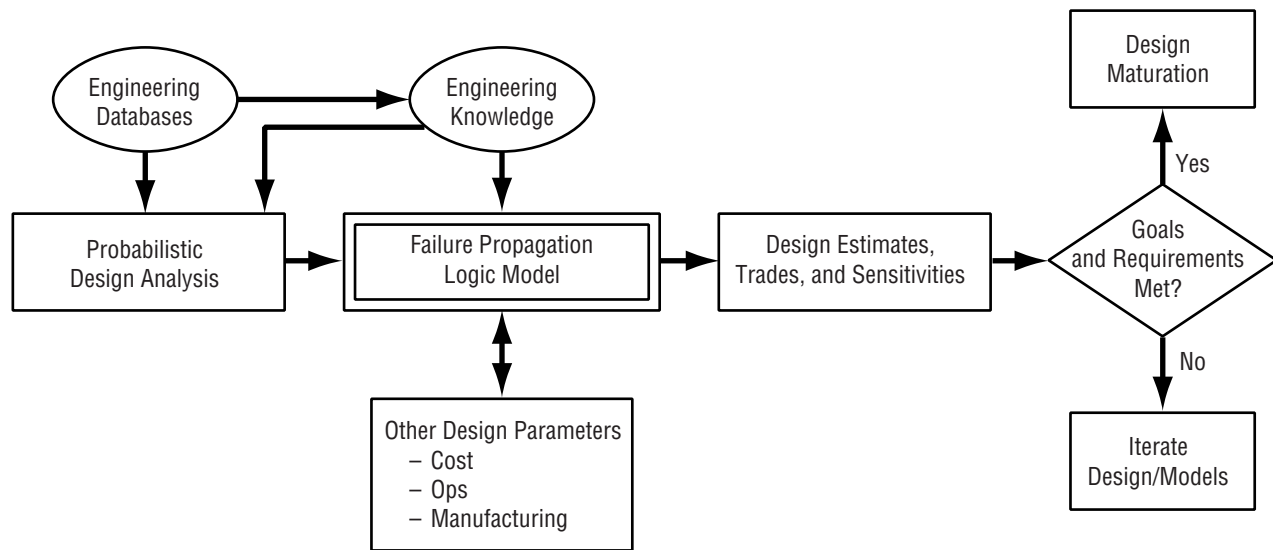 Engineering
Databases
Engineering
Knowledge
Probabilistic
Design Analysis
Failure Propagation
Logic Model
Design Estimates,
Trades, and Sensitivities
Goals
and Requirements
Met?
Yes
Design
Maturation
No
Iterate
Design/Models
Other Design Parameters
– Cost
– Ops
– Manufacturing